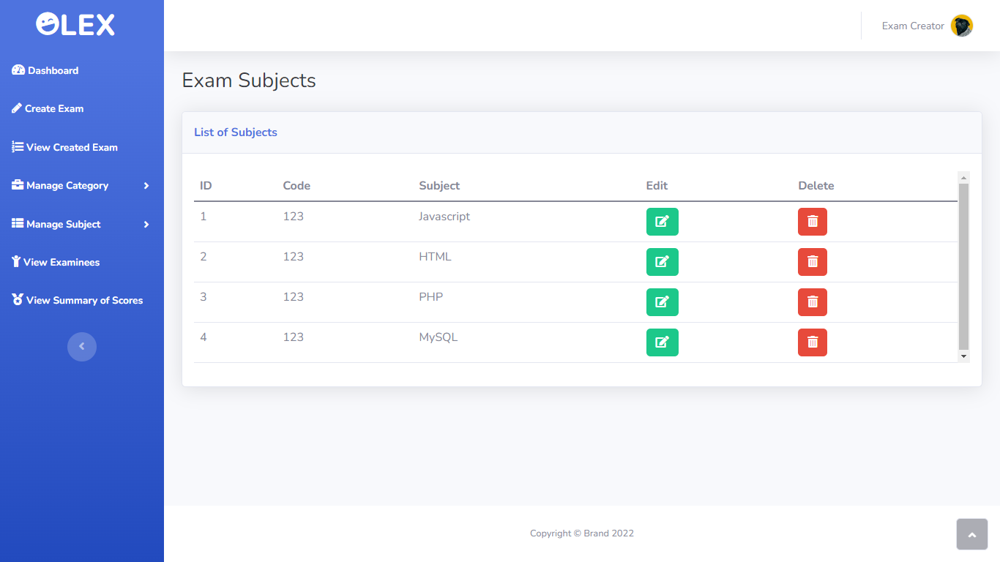 OLEX
Exam Creator
Dashboard
Create Exam
View Created Exam
Manage Category
Manage Subject
View Examinees
View Summary of Scores
Exam Subjects
List of Subjects
ID Code Subject Edit Delete
1 123 Javascript
2 123 HTML
3 123 PHP
4 123 MySQL
Copyright © Brand 2022